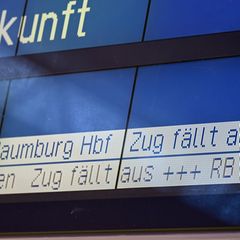 kunft
aumburg Hbf Zug fällt a
en Zug fällt aus +++ RB